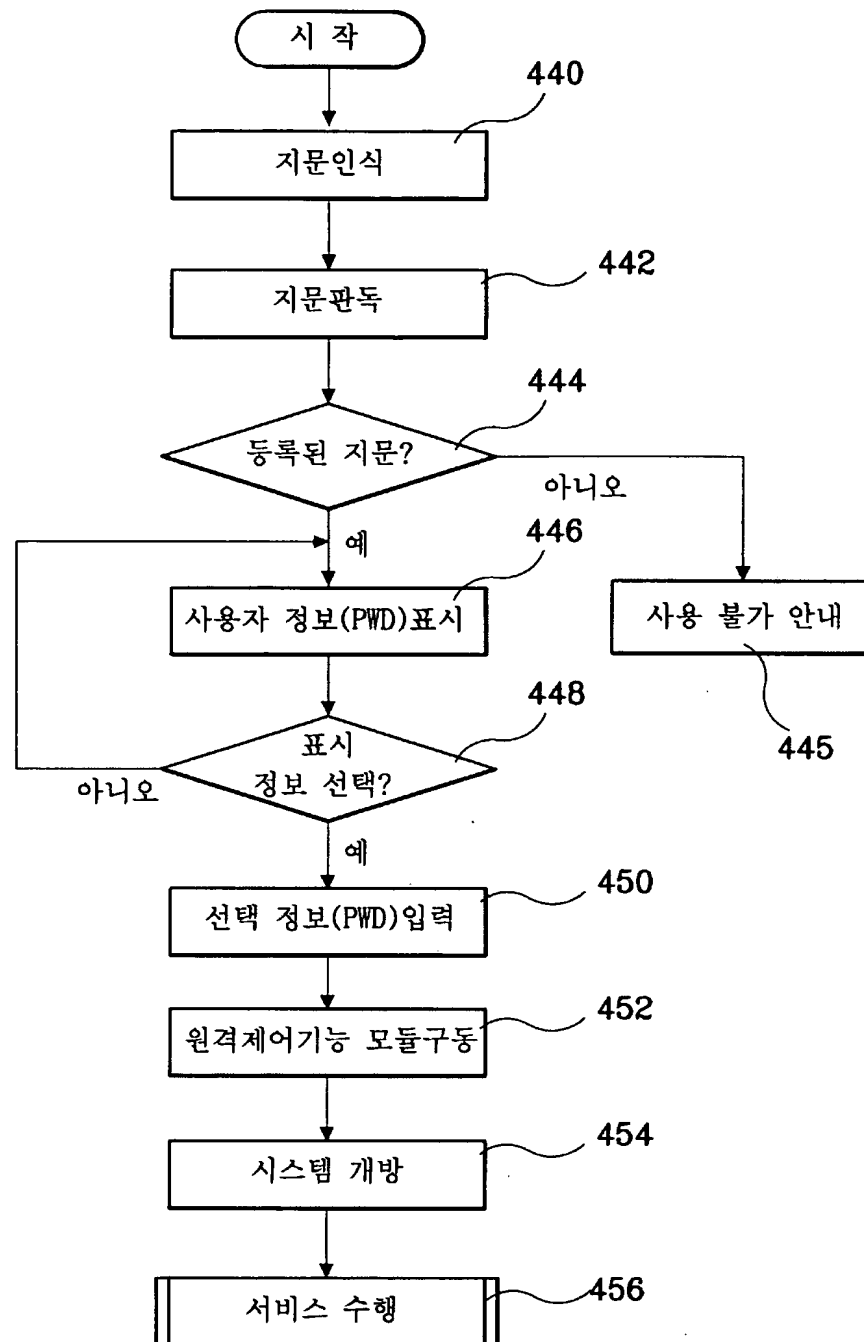 시 작
440
지문인식
442
지문판독
444
등록된 지문?
아니오
예
446
사용자 정보(PWD)표시
사용 불가 안내
445
448
표시
정보 선택?
아니오
예
450
선택 정보(PWD)입력
452
원격제어기능 모듈구동
454
시스템 개방
456
서비스 수행